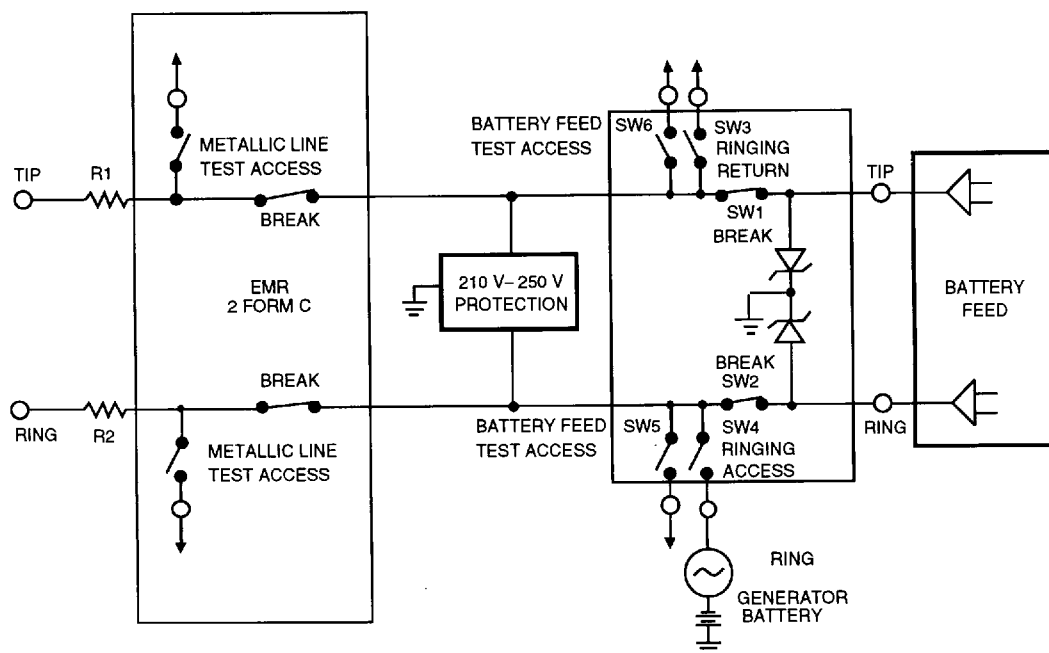 TIP
R1
METALLIC LINE
TEST ACCESS
BREAK
EMR
2 FORM C
BREAK
RING
R2
METALLIC LINE
TEST ACCESS
210 V–250 V
PROTECTION
BATTERY FEED
TEST ACCESS
SW6
SW3
RINGING
RETURN
SW1
BREAK
TIP
BATTERY
FEED
BREAK
SW2
BATTERY FEED
TEST ACCESS
SW5
SW4
RINGING
ACCESS
RING
RING
GENERATOR
BATTERY